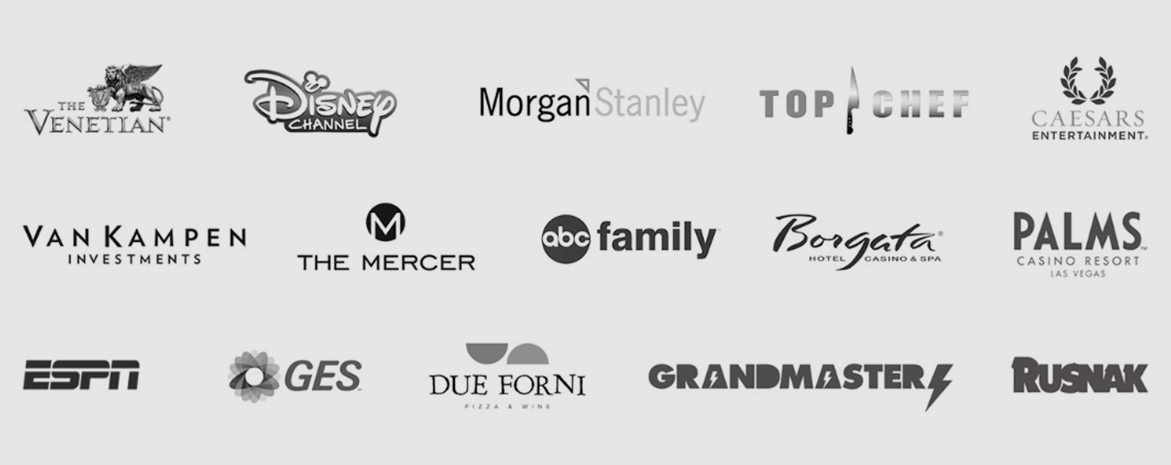 THE
VENETIAN®
DISNEY
CHANNEL
Morgan Stanley
TOP CHEF
CAESARS
ENTERTAINMENT®
VAN KAMPEN
INVESTMENTS
M
THE MERCER
abc family
Borgata®
HOTEL CASINO & SPA
PALMS™
CASINO RESORT
LAS VEGAS
ESPN
GES
DUE FORNI
PIZZA & WINE
GRANDMASTER
RUSNAK